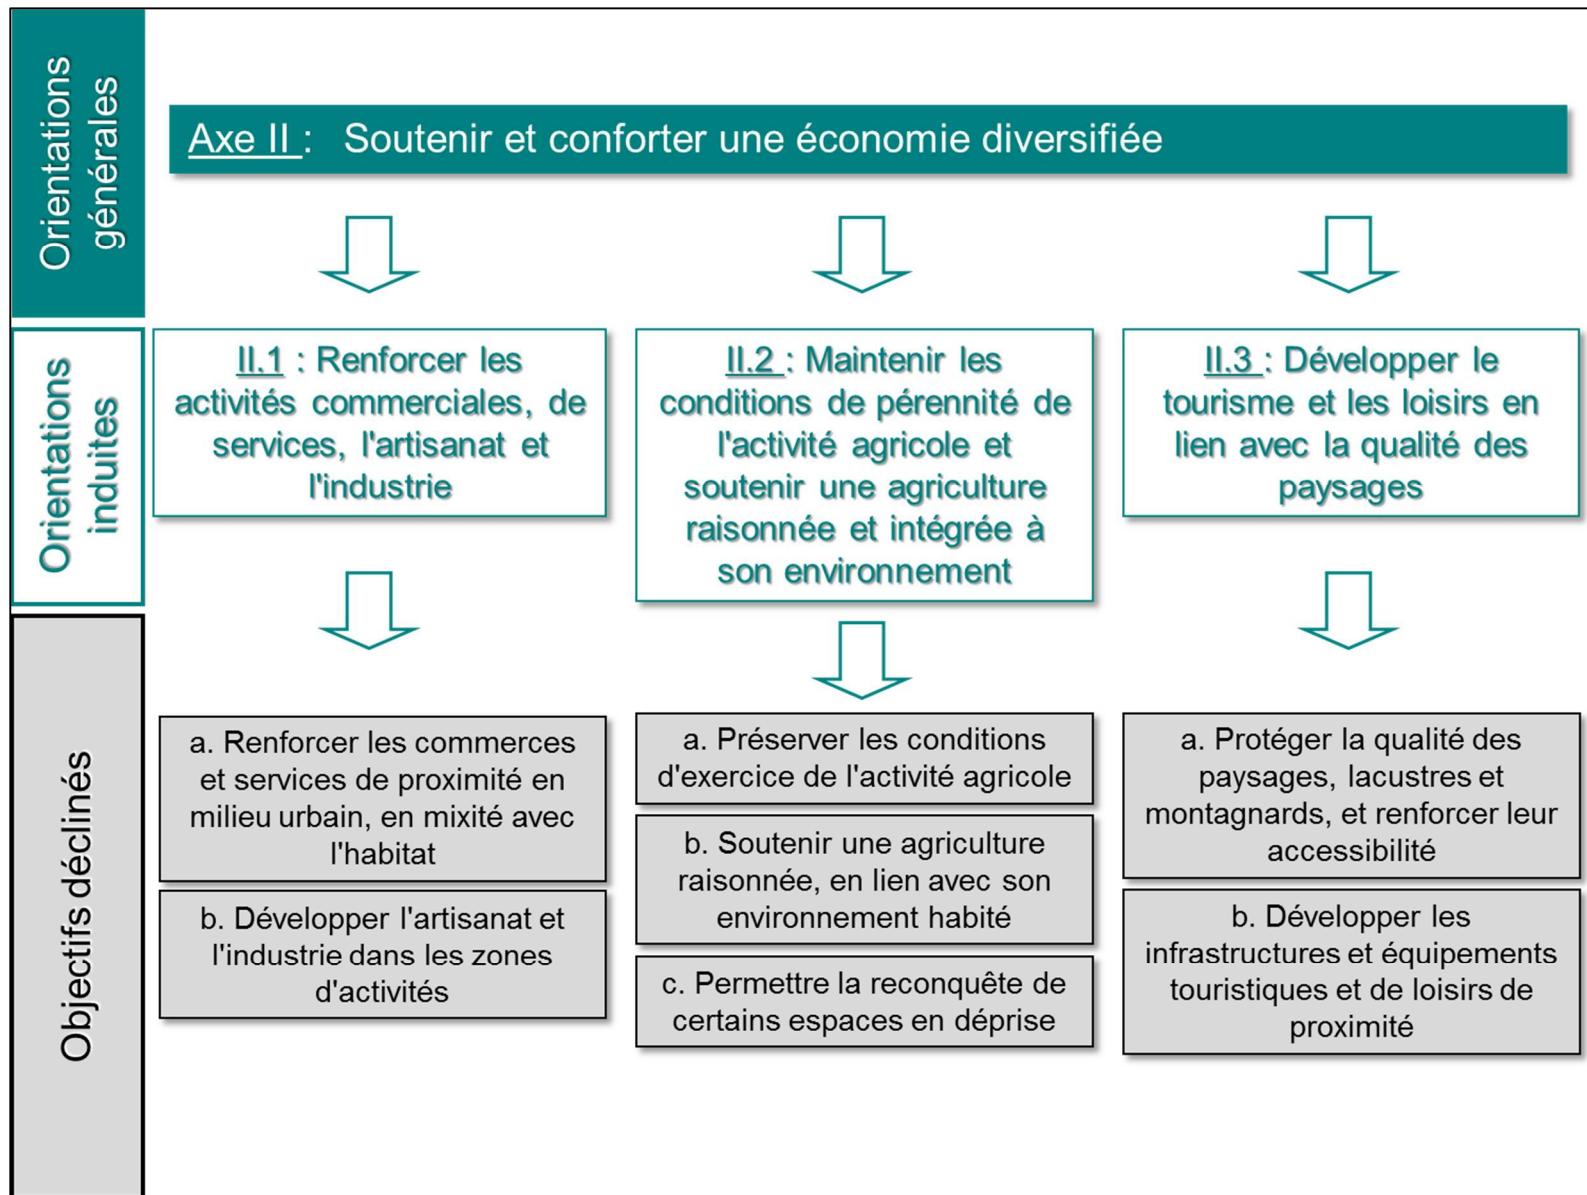 Orientations
générales
Axe II : Soutenir et conforter une économie diversifiée
Orientations
induites
II.1 : Renforcer les
activités commerciales, de
services, l'artisanat et
l'industrie
II.2 : Maintenir les
conditions de pérennité de
l'activité agricole et
soutenir une agriculture
raisonnée et intégrée à
son environnement
II.3 : Développer le
tourisme et les loisirs en
lien avec la qualité des
paysages
Objectifs déclinés
a. Renforcer les commerces
et services de proximité en
milieu urbain, en mixité avec
l'habitat
b. Développer l'artisanat et
l'industrie dans les zones
d'activités
a. Préserver les conditions
d'exercice de l'activité agricole
b. Soutenir une agriculture
raisonnée, en lien avec son
environnement habité
c. Permettre la reconquête de
certains espaces en déprise
a. Protéger la qualité des
paysages, lacustres et
montagnards, et renforcer leur
accessibilité
b. Développer les
infrastructures et équipements
touristiques et de loisirs de
proximité